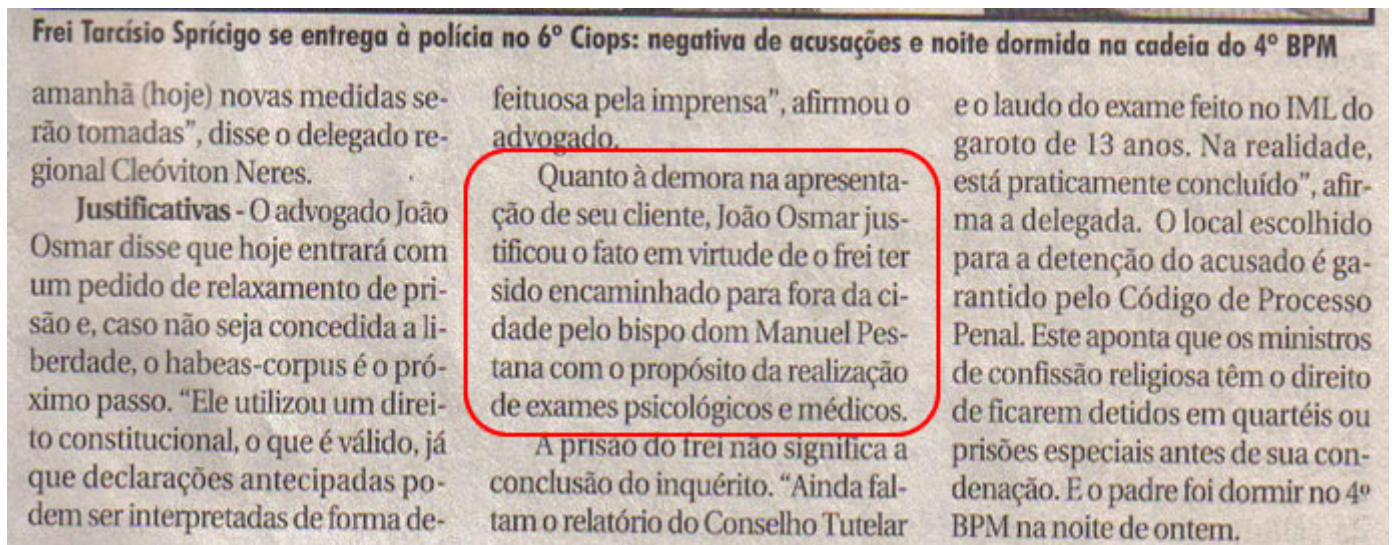 Frei Tarcísio Sprícigo se entrega à polícia no 6º Ciops: negativa de acusações e noite dormida na cadeia do 4º BPM
amanhã (hoje) novas medidas se-
rão tomadas”, disse o delegado re-
gional Cleóviton Neres.
Justificativas - O advogado João
Osmar disse que hoje entrará com
um pedido de relaxamento de pri-
são e, caso não seja concedida a li-
berdade, o habeas-corpus é o pró-
ximo passo. “Ele utilizou um direi-
to constitucional, o que é válido, já
que declarações antecipadas po-
dem ser interpretadas de forma de-
feituosa pela imprensa”, afirmou o
advogado.
Quanto à demora na apresenta-
ção de seu cliente, João Osmar jus-
tificou o fato em virtude de o frei ter
sido encaminhado para fora da ci-
dade pelo bispo dom Manuel Pes-
tana com o propósito da realização
de exames psicológicos e médicos.
A prisão do frei não significa a
conclusão do inquérito. “Ainda fal-
tam o relatório do Conselho Tutelar
e o laudo do exame feito no IML do
garoto de 13 anos. Na realidade,
está praticamente concluído”, afir-
ma a delegada. O local escolhido
para a detenção do acusado é ga-
rantido pelo Código de Processo
Penal. Este aponta que os ministros
de confissão religiosa têm o direito
de ficarem detidos em quartéis ou
prisões especiais antes de sua con-
denação. E o padre foi dormir no 4º
BPM na noite de ontem.